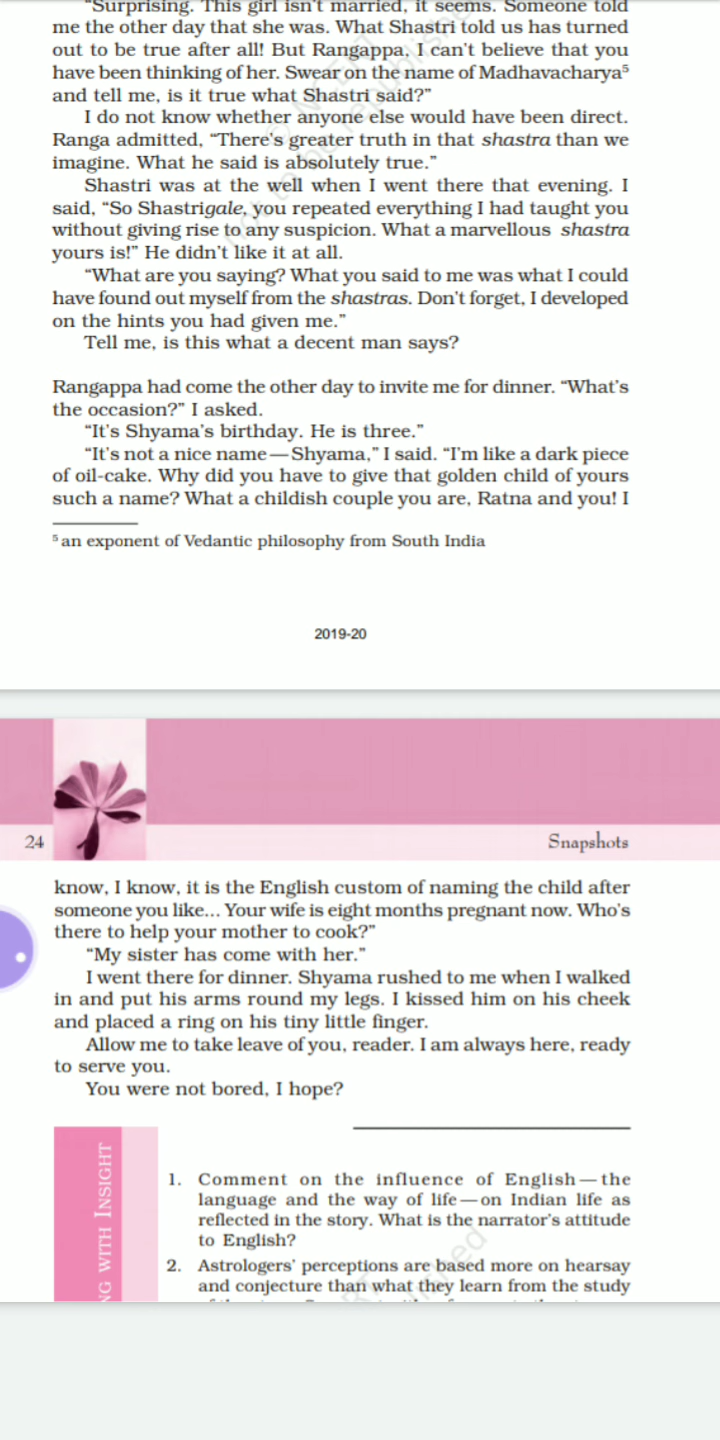 "Surprising. This girl isn't married, it seems. Someone told
me the other day that she was. What Shastri told us has turned
out to be true after all! But Rangappa, I can't believe that you
have been thinking of her. Swear on the name of Madhavacharya⁵
and tell me, is it true what Shastri said?”
I do not know whether anyone else would have been direct.
Ranga admitted, “There's greater truth in that shastra than we
imagine. What he said is absolutely true.”
Shastri was at the well when I went there that evening. I
said, “So Shastrigale, you repeated everything I had taught you
without giving rise to any suspicion. What a marvellous shastra
yours is!” He didn't like it at all.
“What are you saying? What you said to me was what I could
have found out myself from the shastras. Don't forget, I developed
on the hints you had given me.”
Tell me, is this what a decent man says?
Rangappa had come the other day to invite me for dinner. “What's
the occasion?” I asked.
“It's Shyama's birthday. He is three.”
“It's not a nice name—Shyama,” I said. “I'm like a dark piece
of oil-cake. Why did you have to give that golden child of yours
such a name? What a childish couple you are, Ratna and you! I
⁵ an exponent of Vedantic philosophy from South India
2019-20
24
Snapshots
know, I know, it is the English custom of naming the child after
someone you like... Your wife is eight months pregnant now. Who's
there to help your mother to cook?”
“My sister has come with her.”
I went there for dinner. Shyama rushed to me when I walked
in and put his arms round my legs. I kissed him on his cheek
and placed a ring on his tiny little finger.
Allow me to take leave of you, reader. I am always here, ready
to serve you.
You were not bored, I hope?
NG WITH INSIGHT
1. Comment on the influence of English—the
language and the way of life—on Indian life as
reflected in the story. What is the narrator's attitude
to English?
2. Astrologers' perceptions are based more on hearsay
and conjecture than what they learn from the study